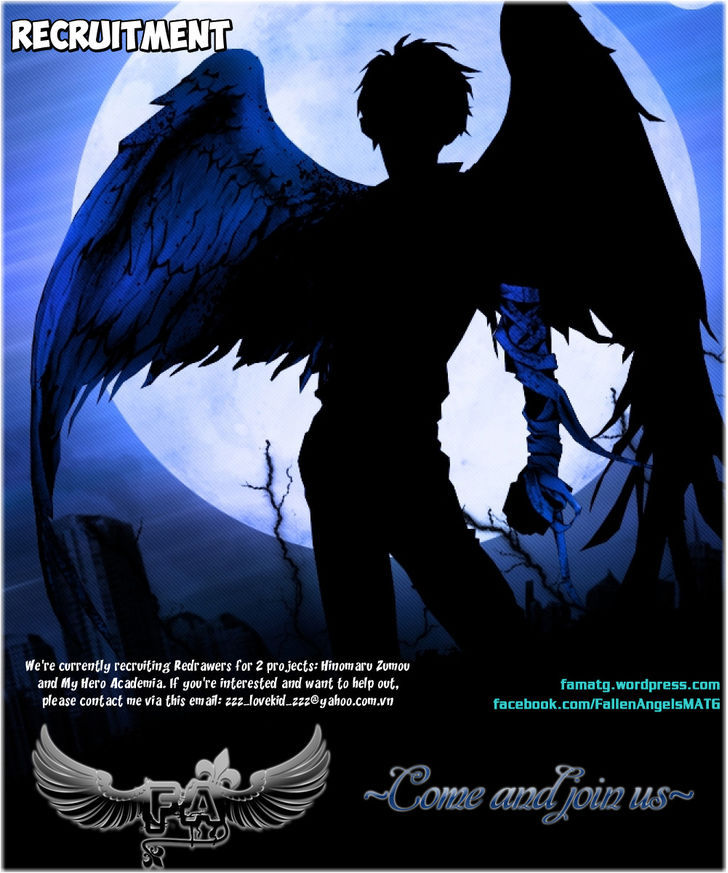 RECRUITMENT
We're currently recruiting Redrawers for 2 projects: Hinomaru Zumou
and My Hero Academia. If you're interested and want to help out,
please contact me via this email: zzz_lovekid_zzz@yahoo.com.vn
famatg.wordpress.com
facebook.com/FallenAngelsMATG
FA
~Come and join us~